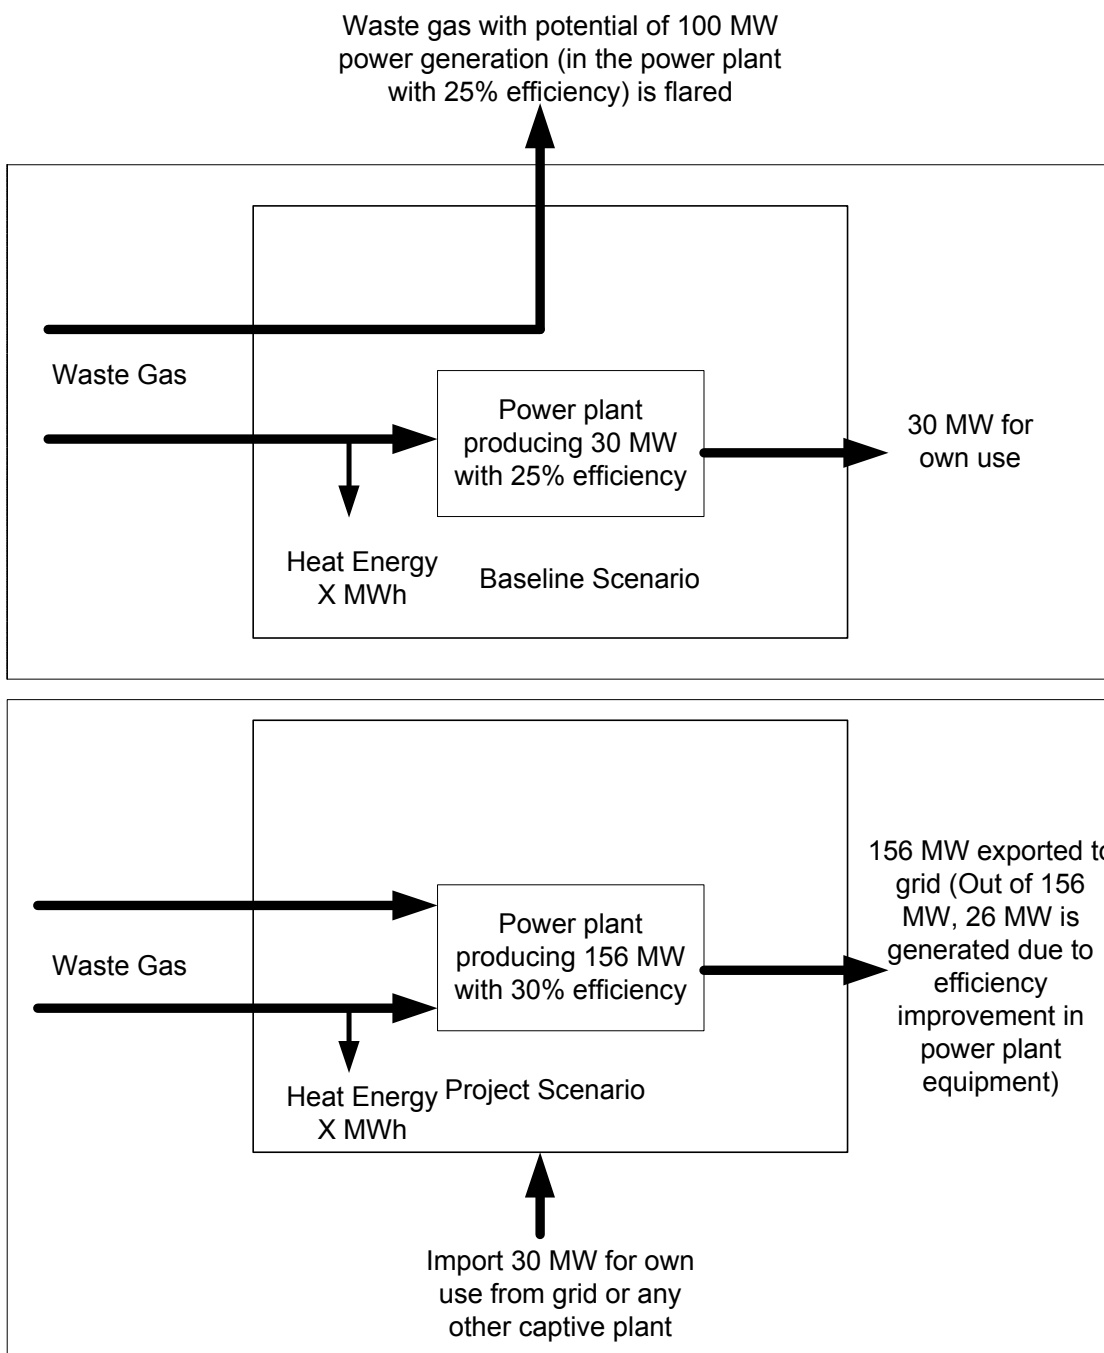 Waste gas with potential of 100 MW
power generation (in the power plant
with 25% efficiency) is flared
Waste Gas
Power plant
producing 30 MW
with 25% efficiency
30 MW for
own use
Heat Energy
X MWh
Baseline Scenario
156 MW exported to
grid (Out of 156
MW, 26 MW is
generated due to
efficiency
improvement in
power plant
equipment)
Power plant
producing 156 MW
with 30% efficiency
Waste Gas
Heat Energy
X MWh
Project Scenario
Import 30 MW for own
use from grid or any
other captive plant